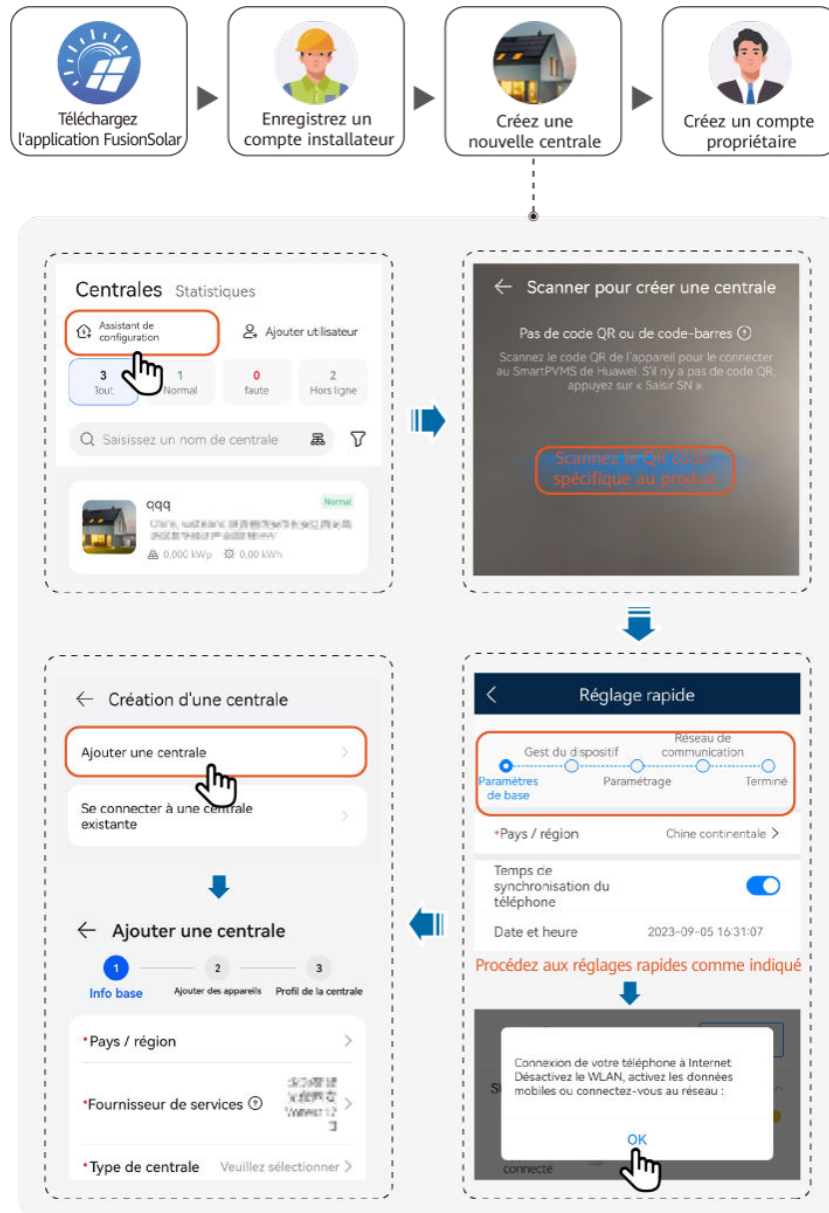 Téléchargez
l'application FusionSolar
Enregistrez un
compte installateur
Créez une
nouvelle centrale
Créez un compte
propriétaire
Centrales Statistiques
Assistant de
configuration
Ajouter utilisateur
3
Tout
1
Normal
0
faute
2
Hors ligne
Saisissez un nom de centrale
qqq
Normal
0,000 kWp 0,00 kWh
Scanner pour créer une centrale
Pas de code QR ou de code-barres
Scannez le code QR de l'appareil pour le connecter
au SmartPVMS de Huawei. S'il n'y a pas de code QR,
appuyez sur « Saisir SN ».
Scannez le QR code
spécifique au produit
Réglage rapide
Gest du dispositif
Réseau de
communication
Paramètres
de base
Paramétrage
Terminé
*Pays / région Chine continentale >
Temps de
synchronisation du
téléphone
Date et heure 2023-09-05 16:31:07
Procédez aux réglages rapides comme indiqué
Connexion de votre téléphone à Internet
Désactivez le WLAN, activez les données
mobiles ou connectez-vous au réseau :
OK
connecté
Création d'une centrale
Ajouter une centrale
Se connecter à une centrale
existante
Ajouter une centrale
1 2 3
Info base Ajouter des appareils Profil de la centrale
*Pays / région
*Fournisseur de services
*Type de centrale Veuillez sélectionner >